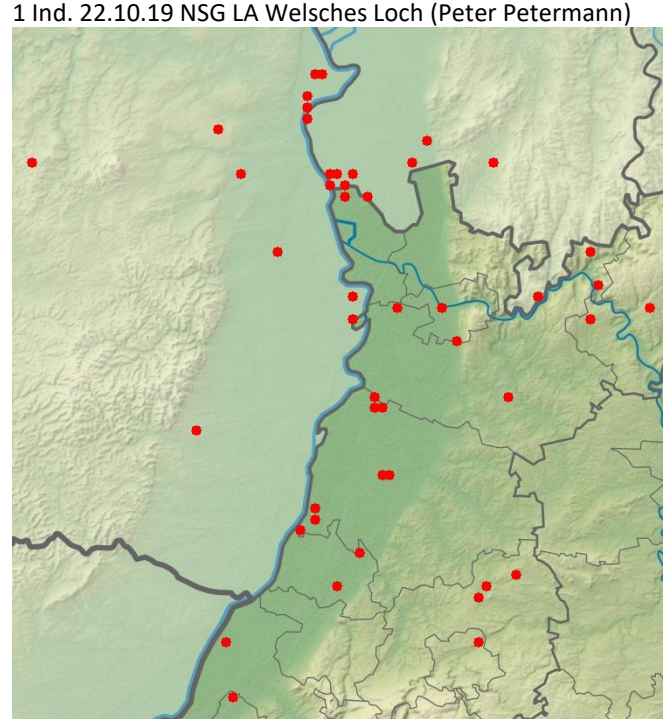 1 Ind. 22.10.19 NSG LA Welsches Loch (Peter Petermann)